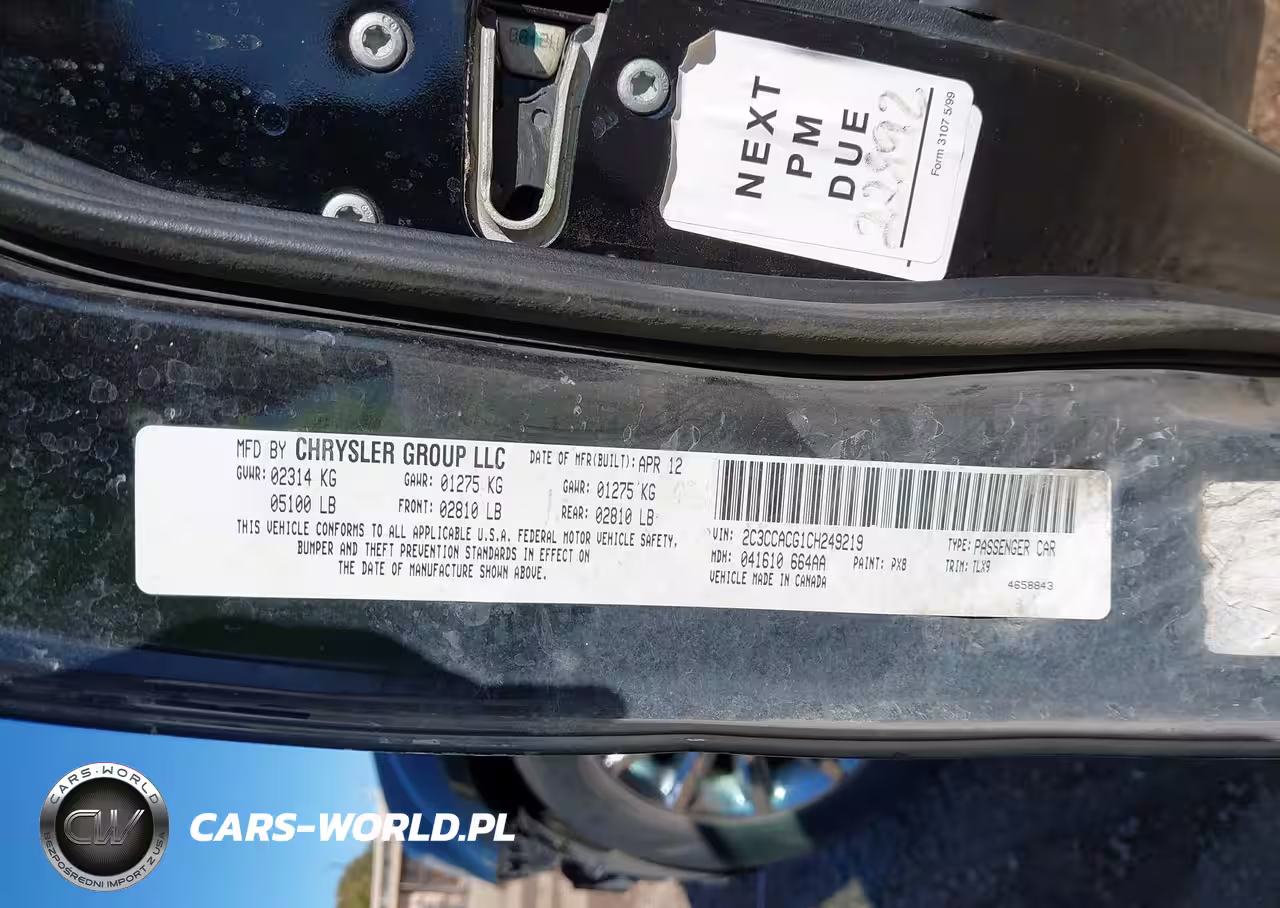 NEXT
PM
DUE
Form 3107 5/99
MFD BY CHRYSLER GROUP LLC DATE OF MFR(BUILT): APR 12
GVWR: 02314 KG GAWR: 01275 KG GAWR: 01275 KG
05100 LB FRONT: 02810 LB REAR: 02810 LB
THIS VEHICLE CONFORMS TO ALL APPLICABLE U.S.A. FEDERAL MOTOR VEHICLE SAFETY,
BUMPER AND THEFT PREVENTION STANDARDS IN EFFECT ON
THE DATE OF MANUFACTURE SHOWN ABOVE.
VIN: 2C3CCACG1CH249219 TYPE: PASSENGER CAR
MDH: 041610 664AA PAINT: PX8 TRIM: TLX9
VEHICLE MADE IN CANADA 4658843
CARS-WORLD
CW
BEZPOŚREDNI IMPORT Z USA
CARS-WORLD.PL